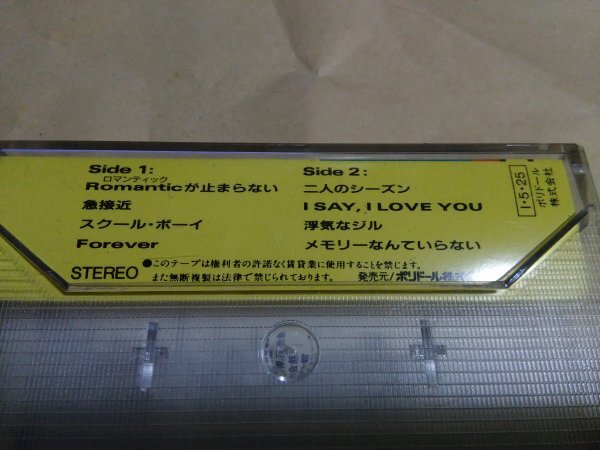 Side 1:
ロマンティック
Romanticが止まらない
急接近
スクール・ボーイ
Forever
Side 2:
二人のシーズン
I SAY, I LOVE YOU
浮気なジル
メモリーなんていらない
I・5・25
ポリドール
株式会社
STEREO
●このテープは権利者の許諾なく賃貸業に使用することを禁じます。
また無断複製は法律で禁じられております。
発売元/ポリドール株式